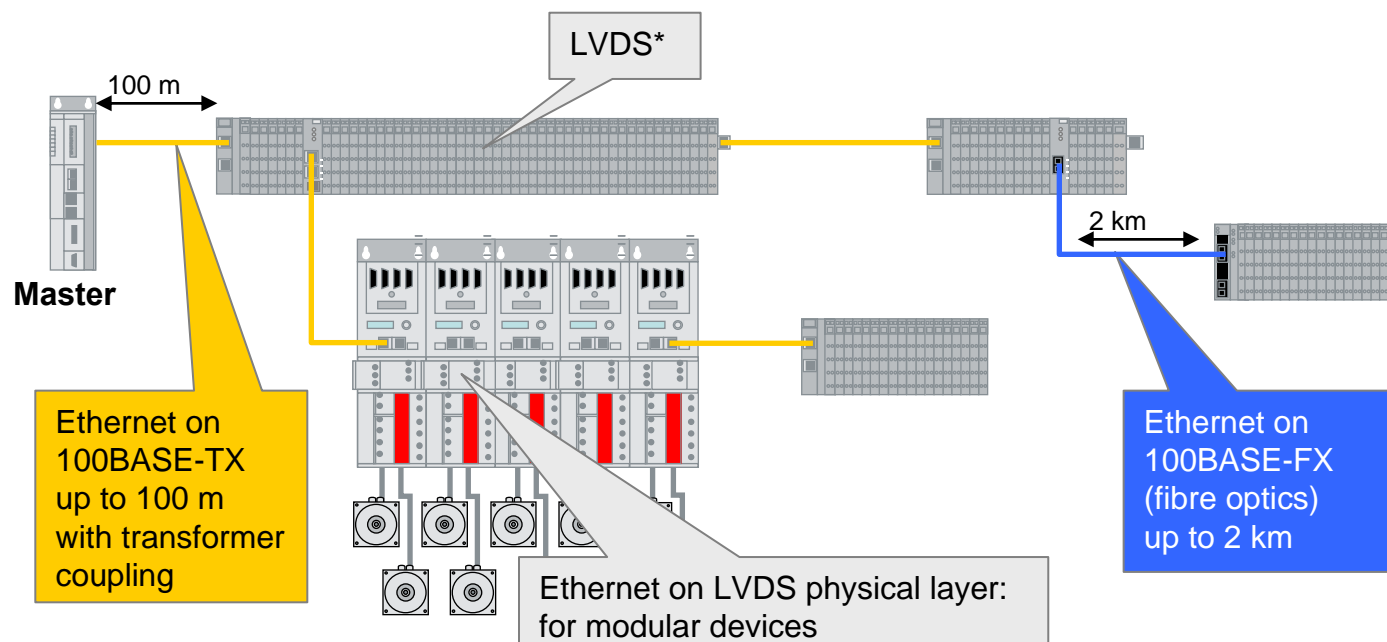 LVDS*
100 m
2 km
Master
Ethernet on
100BASE-TX
up to 100 m
with transformer
coupling
Ethernet on
100BASE-FX
(fibre optics)
up to 2 km
Ethernet on LVDS physical layer:
for modular devices